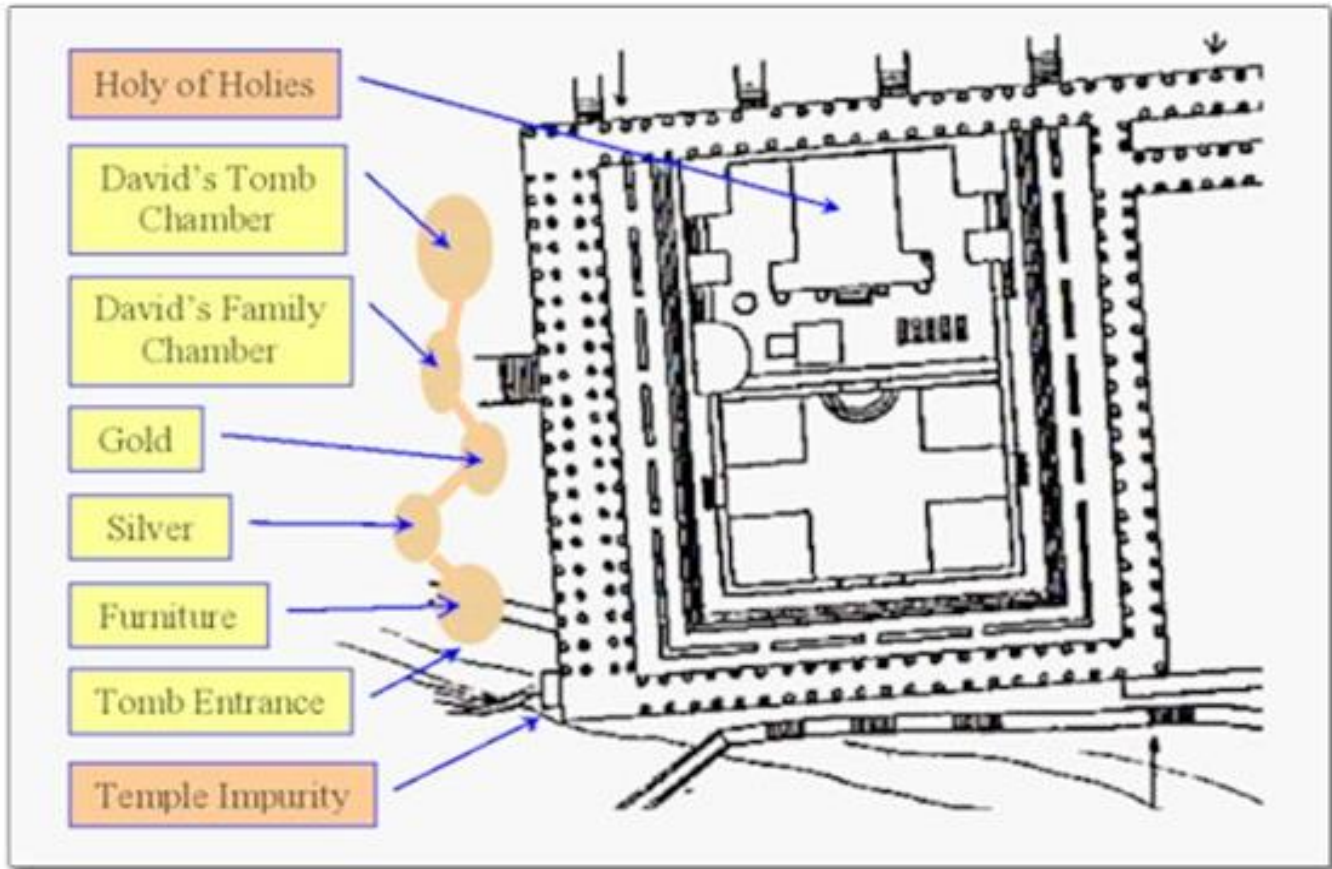 Holy of Holies
David's Tomb
Chamber
David's Family
Chamber
Gold
Silver
Furniture
Tomb Entrance
Temple Impurity